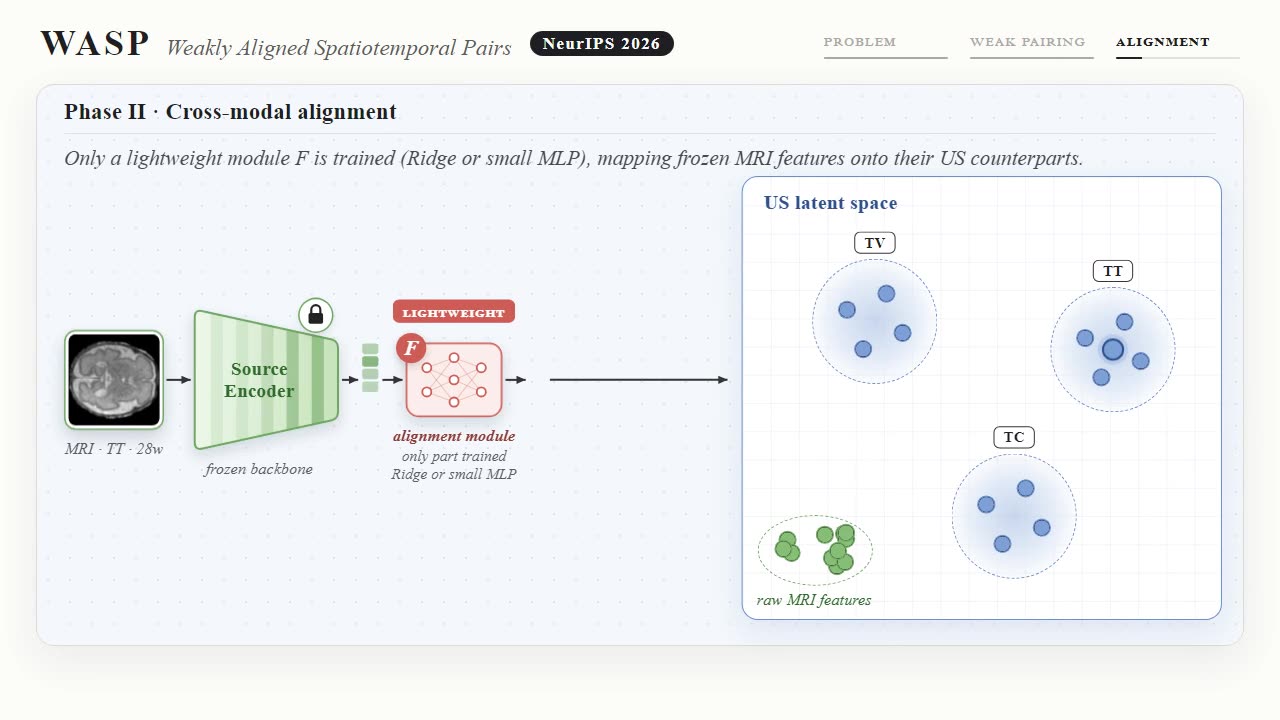 WASP Weakly Aligned Spatiotemporal Pairs NeurIPS 2026
PROBLEM WEAK PAIRING ALIGNMENT
Phase II · Cross-modal alignment
Only a lightweight module F is trained (Ridge or small MLP), mapping frozen MRI features onto their US counterparts.
US latent space
TV
TT
TC
raw MRI features
MRI · TT · 28w
Source
Encoder
frozen backbone
LIGHTWEIGHT
F
alignment module
only part trained
Ridge or small MLP